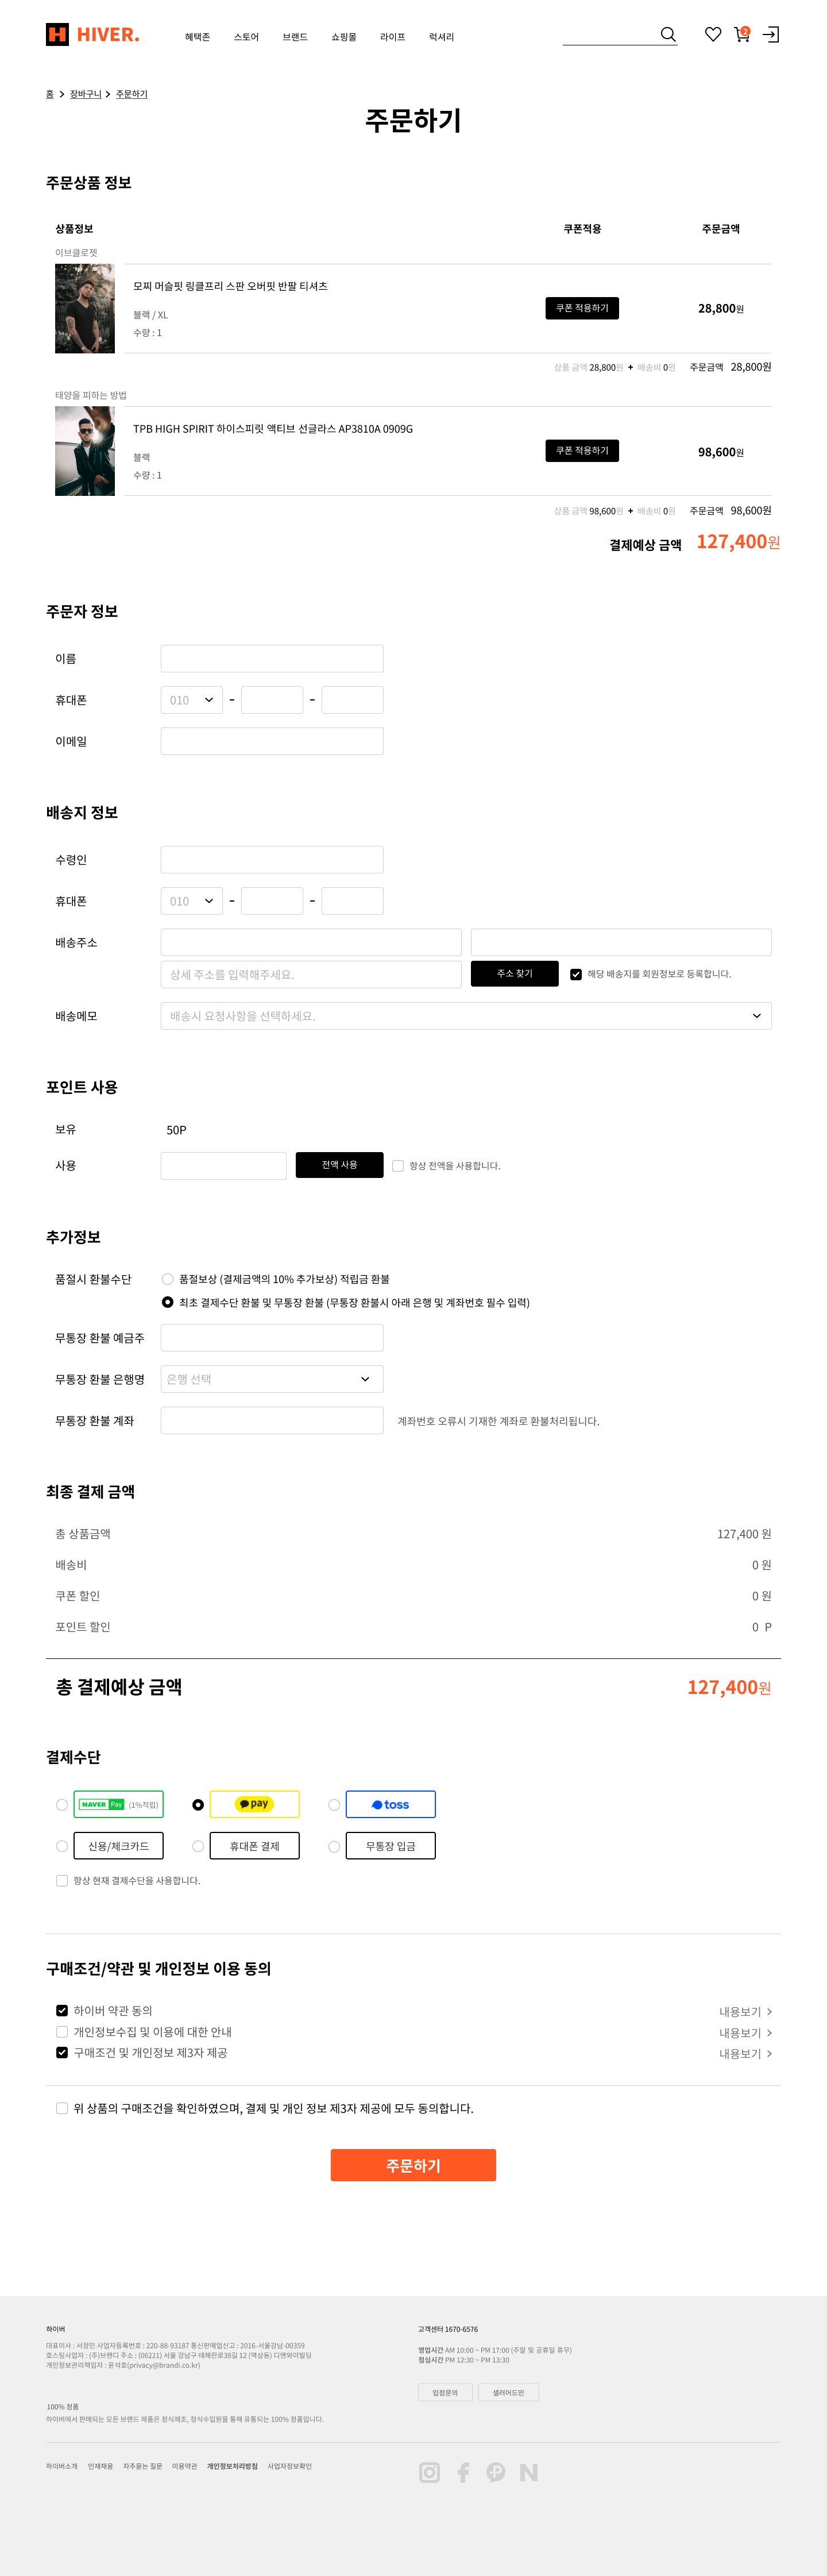 HIVER.
혜택존 스토어 브랜드 쇼핑몰 라이프 럭셔리
2
홈 > 장바구니 > 주문하기
주문하기
주문상품 정보
상품정보 쿠폰적용 주문금액
이브클로젯
모찌 머슬핏 링클프리 스판 오버핏 반팔 티셔츠
블랙 / XL
수량 : 1
쿠폰 적용하기
28,800원
상품 금액 28,800원 + 배송비 0원 주문금액 28,800원
태양을 피하는 방법
TPB HIGH SPIRIT 하이스피릿 액티브 선글라스 AP3810A 0909G
블랙
수량 : 1
쿠폰 적용하기
98,600원
상품 금액 98,600원 + 배송비 0원 주문금액 98,600원
결제예상 금액 127,400원
주문자 정보
이름
휴대폰 010 - -
이메일
배송지 정보
수령인
휴대폰 010 - -
배송주소
상세 주소를 입력해주세요. 주소 찾기 해당 배송지를 회원정보로 등록합니다.
배송메모 배송시 요청사항을 선택하세요.
포인트 사용
보유 50P
사용 전액 사용 항상 전액을 사용합니다.
추가정보
품절시 환불수단 품절보상 (결제금액의 10% 추가보상) 적립금 환불
최초 결제수단 환불 및 무통장 환불 (무통장 환불시 아래 은행 및 계좌번호 필수 입력)
무통장 환불 예금주
무통장 환불 은행명 은행 선택
무통장 환불 계좌 계좌번호 오류시 기재한 계좌로 환불처리됩니다.
최종 결제 금액
총 상품금액 127,400 원
배송비 0 원
쿠폰 할인 0 원
포인트 할인 0 P
총 결제예상 금액 127,400원
결제수단
NAVER Pay (1%적립) pay toss
신용/체크카드 휴대폰 결제 무통장 입금
항상 현재 결제수단을 사용합니다.
구매조건/약관 및 개인정보 이용 동의
하이버 약관 동의 내용보기 >
개인정보수집 및 이용에 대한 안내 내용보기 >
구매조건 및 개인정보 제3자 제공 내용보기 >
위 상품의 구매조건을 확인하였으며, 결제 및 개인 정보 제3자 제공에 모두 동의합니다.
주문하기
하이버
대표이사 : 서정민 사업자등록번호 : 220-88-93187 통신판매업신고 : 2016-서울강남-00359
호스팅사업자 : (주)브랜디 주소 : (06221) 서울 강남구 테헤란로38길 12 (역삼동) 디앤와이빌딩
개인정보관리책임자 : 윤석호(privacy@brandi.co.kr)
100% 정품
하이버에서 판매되는 모든 브랜드 제품은 정식제조, 정식수입원을 통해 유통되는 100% 정품입니다.
고객센터 1670-6576
영업시간 AM 10:00 ~ PM 17:00 (주말 및 공휴일 휴무)
점심시간 PM 12:30 ~ PM 13:30
입점문의 셀러어드민
하이버소개 인재채용 자주묻는 질문 이용약관 개인정보처리방침 사업자정보확인